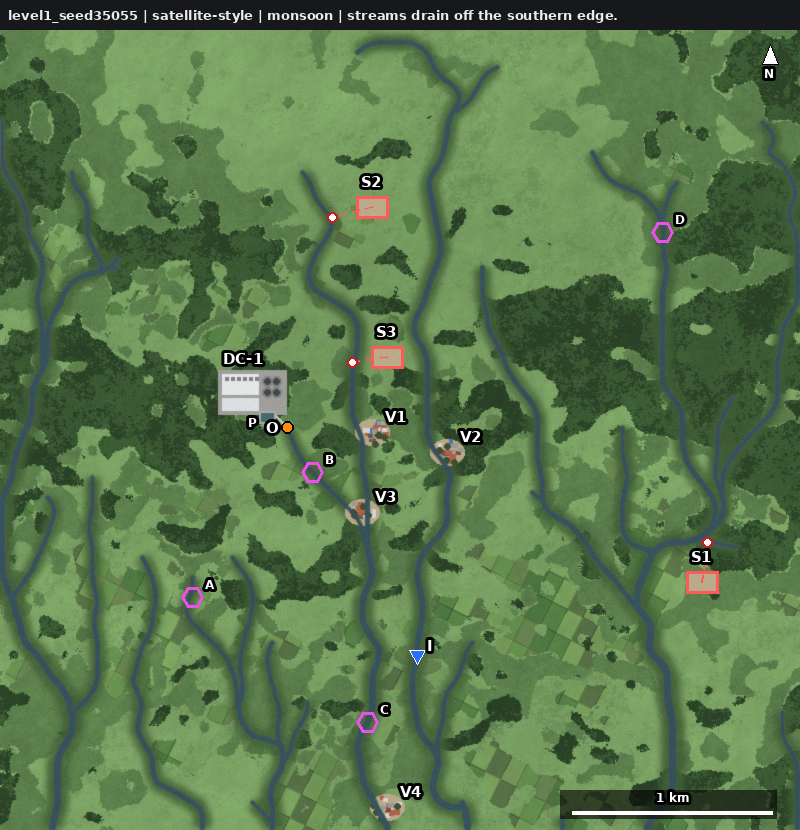 level1_seed35055 | satellite-style | monsoon | streams drain off the southern edge.
N
S2
D
S3
DC-1
V1
P
O
V2
B
V3
S1
A
I
C
V4
1 km